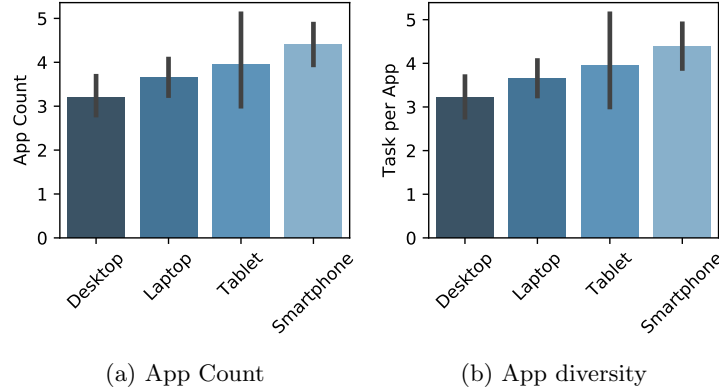 App Count
5
4
3
2
1
0
Desktop
Laptop
Tablet
Smartphone
(a) App Count
Task per App
5
4
3
2
1
0
Desktop
Laptop
Tablet
Smartphone
(b) App diversity